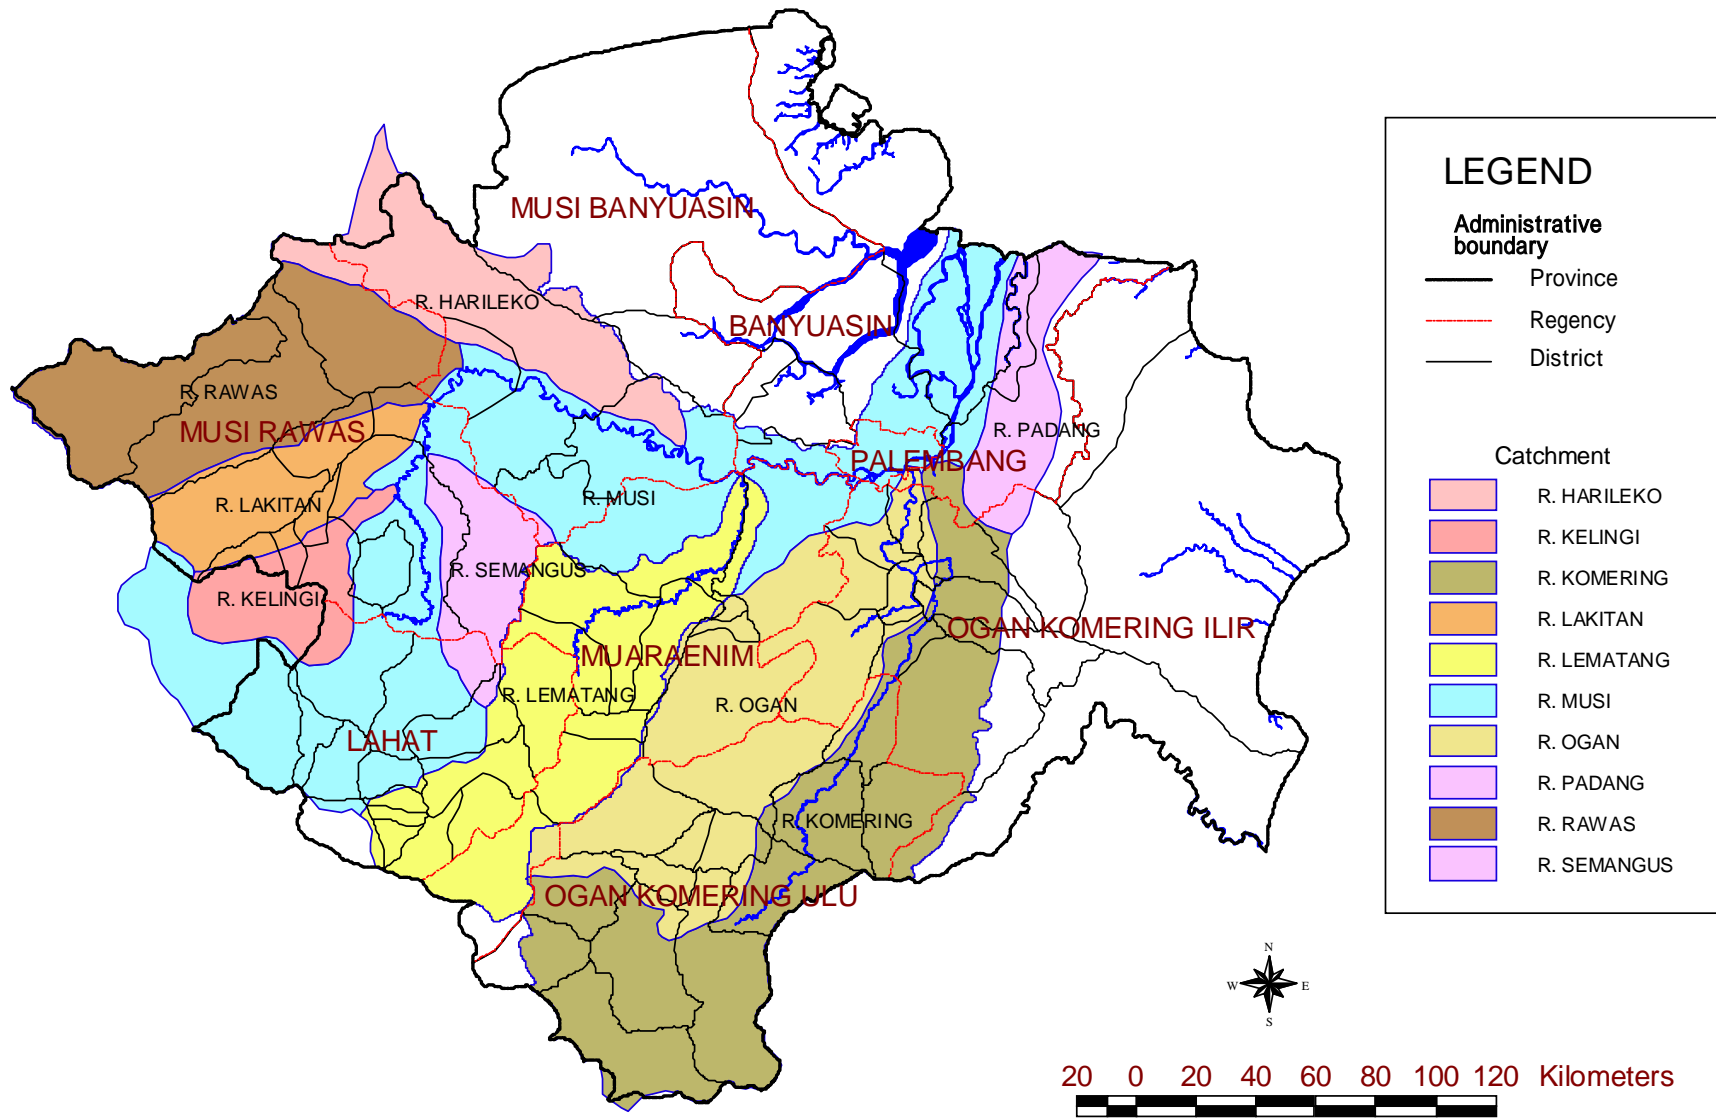 MUSI BANYUASIN
R. HARILEKO
BANYUASIN
R. RAWAS
MUSI RAWAS
R. PADANG
PALEMBANG
R. LAKITAN
R. MUSI
R. SEMANGUS
R. KELINGI
OGAN KOMERING ILIR
MUARAENIM
R. LEMATANG
R. OGAN
LAHAT
R. KOMERING
OGAN KOMERING ULU
LEGEND
Administrative
boundary
Province
Regency
District
Catchment
R. HARILEKO
R. KELINGI
R. KOMERING
R. LAKITAN
R. LEMATANG
R. MUSI
R. OGAN
R. PADANG
R. RAWAS
R. SEMANGUS
N
W E
S
20 0 20 40 60 80 100 120 Kilometers